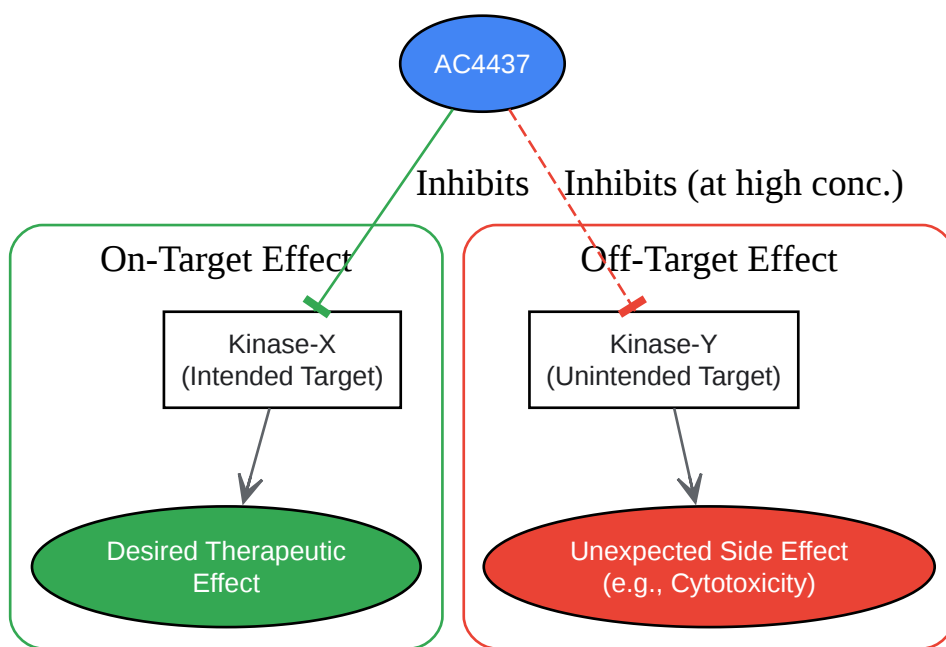 AC4437
Inhibits
Inhibits (at high conc.)
On-Target Effect
Off-Target Effect
Kinase-X
(Intended Target)
Kinase-Y
(Unintended Target)
Desired Therapeutic
Effect
Unexpected Side Effect
(e.g., Cytotoxicity)